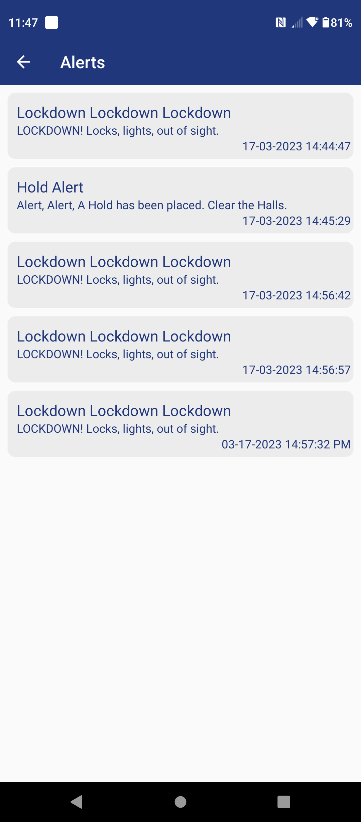 11:47
81%
Alerts
Lockdown Lockdown Lockdown
LOCKDOWN! Locks, lights, out of sight.
17-03-2023 14:44:47
Hold Alert
Alert, Alert, A Hold has been placed. Clear the Halls.
17-03-2023 14:45:29
Lockdown Lockdown Lockdown
LOCKDOWN! Locks, lights, out of sight.
17-03-2023 14:56:42
Lockdown Lockdown Lockdown
LOCKDOWN! Locks, lights, out of sight.
17-03-2023 14:56:57
Lockdown Lockdown Lockdown
LOCKDOWN! Locks, lights, out of sight.
03-17-2023 14:57:32 PM